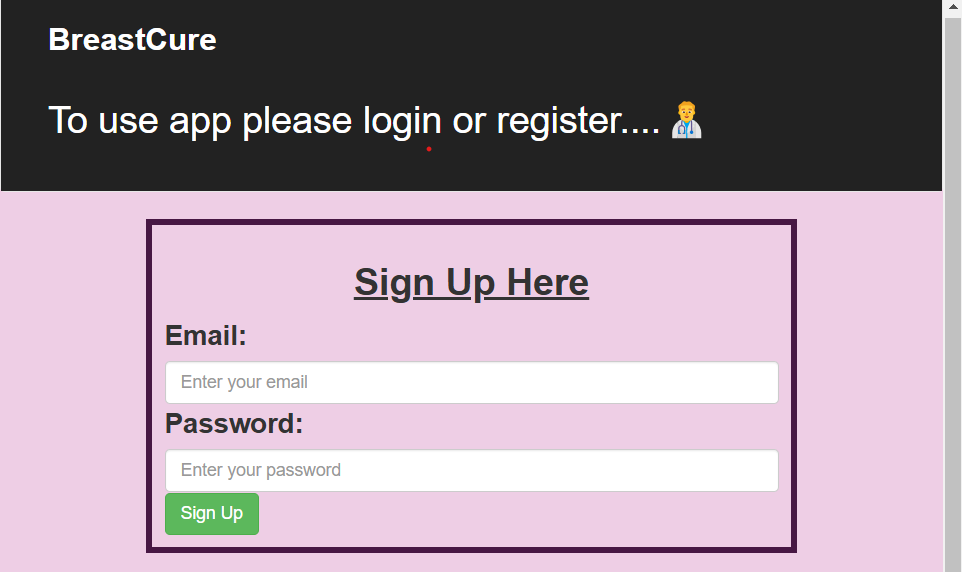 BreastCure
To use app please login or register....
Sign Up Here
Email:
Enter your email
Password:
Enter your password
Sign Up